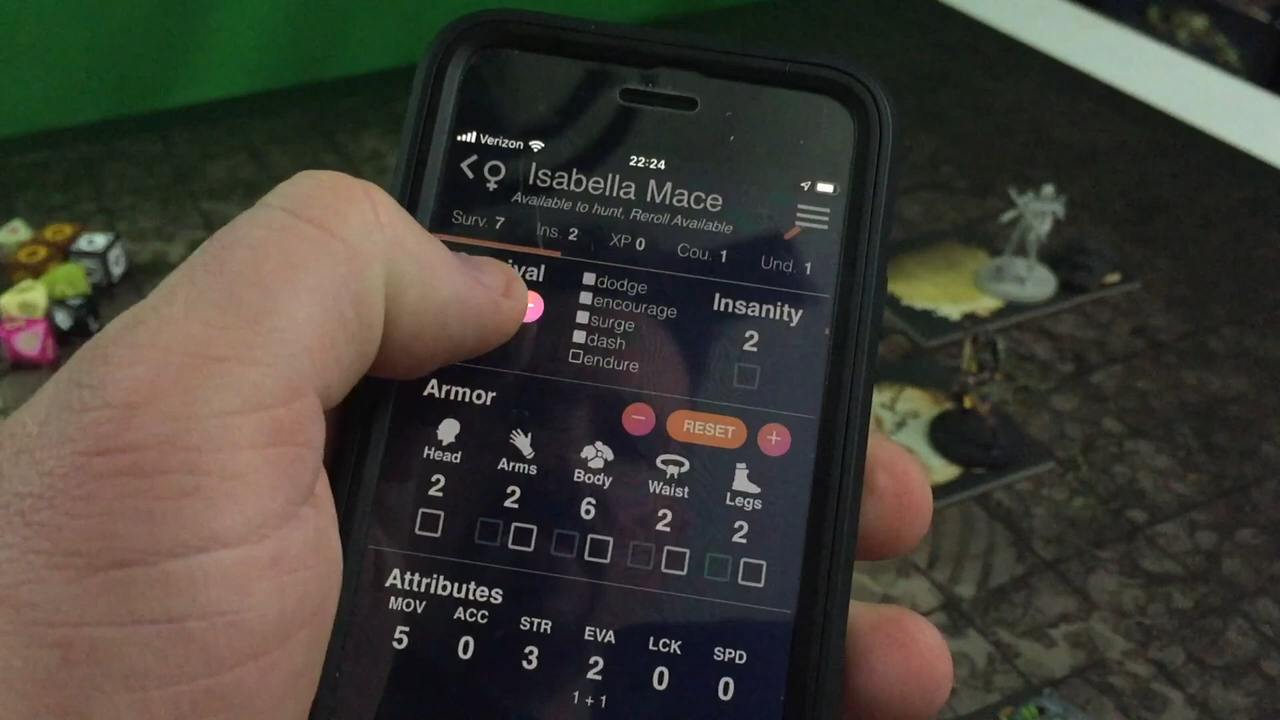 Verizon
22:24
Isabella Mace
Available to hunt, Reroll Available
Surv. 7 Ins. 2 XP 0 Cou. 1 Und. 1
dodge
encourage
surge
dash
endure
Insanity
2
Armor
− RESET +
Head Arms Body Waist Legs
2 2 6 2 2
Attributes
MOV ACC STR EVA LCK SPD
5 0 3 2 0 0
1 + 1